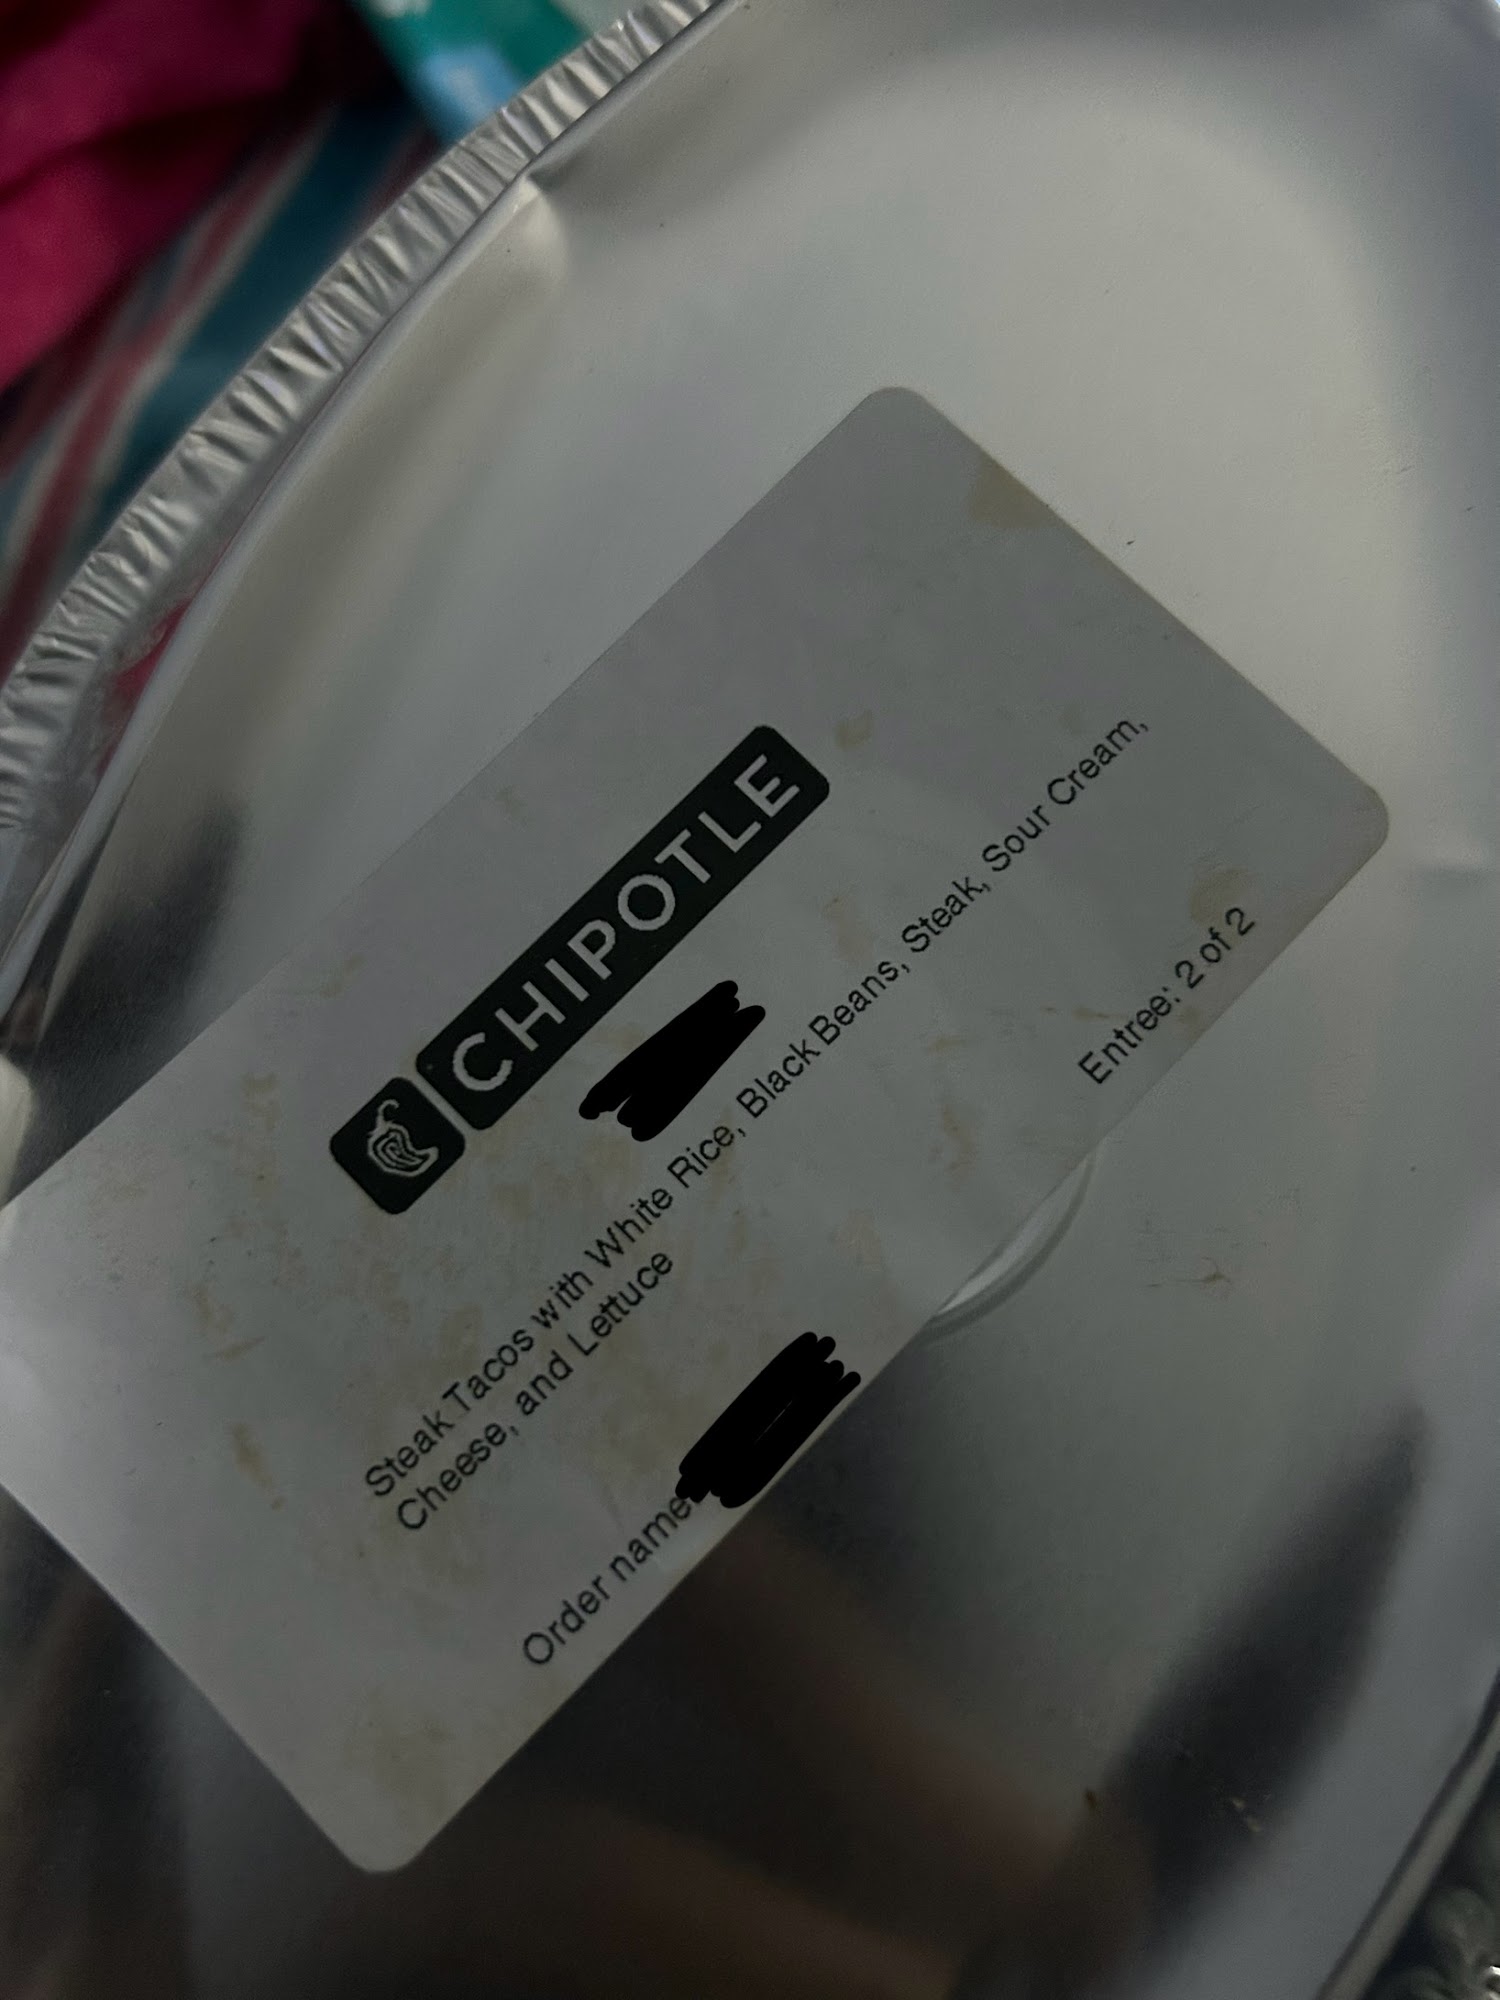 CHIPOTLE
Steak Tacos with White Rice, Black Beans, Steak, Sour Cream,
Cheese, and Lettuce
Order name:
Entree: 2 of 2